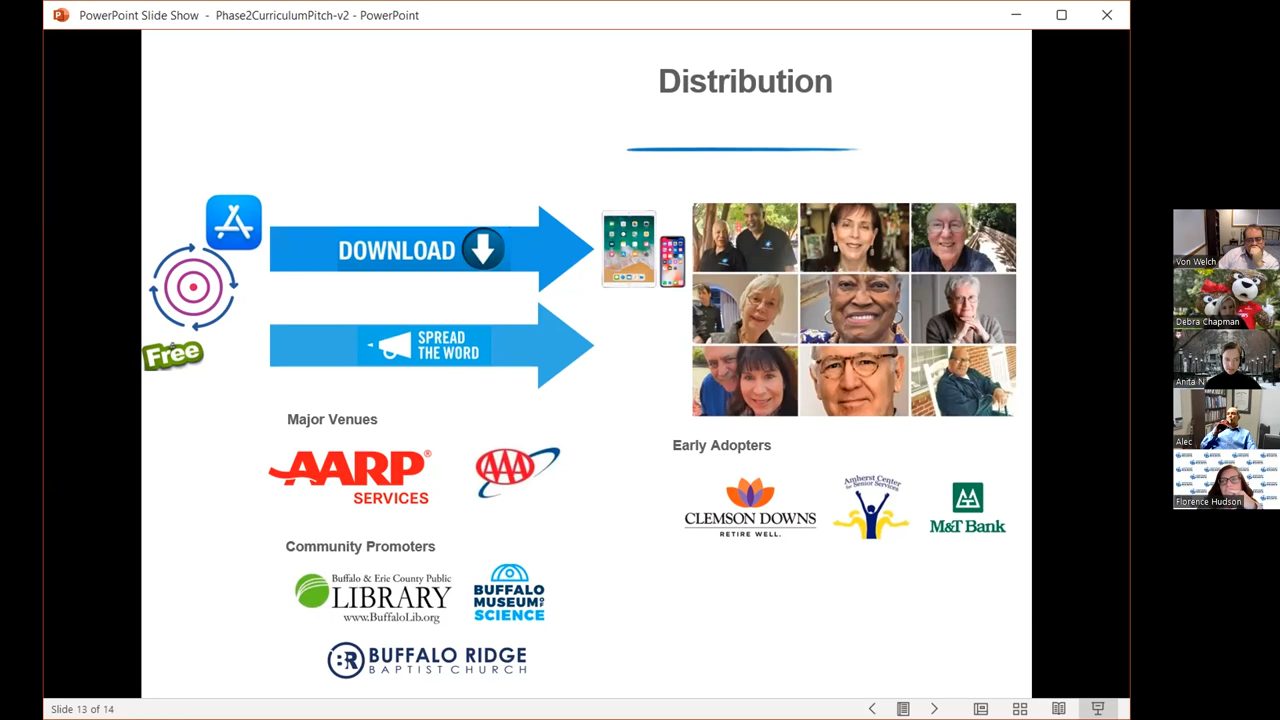 PowerPoint Slide Show - Phase2CurriculumPitch-v2 - PowerPoint
Distribution
DOWNLOAD
SPREAD
THE WORD
Free
Major Venues
AARP®
SERVICES
AAA
Community Promoters
Buffalo & Erie County Public
LIBRARY
www.BuffaloLib.org
BUFFALO
MUSEUM OF
SCIENCE
BR
BUFFALO RIDGE
BAPTIST CHURCH
Early Adopters
CLEMSON DOWNS
RETIRE WELL.
Amherst Center
for Senior Services
M&T Bank
Slide 13 of 14
Von Welch
Debra Chapman
Anita N
Alec
Florence Hudson